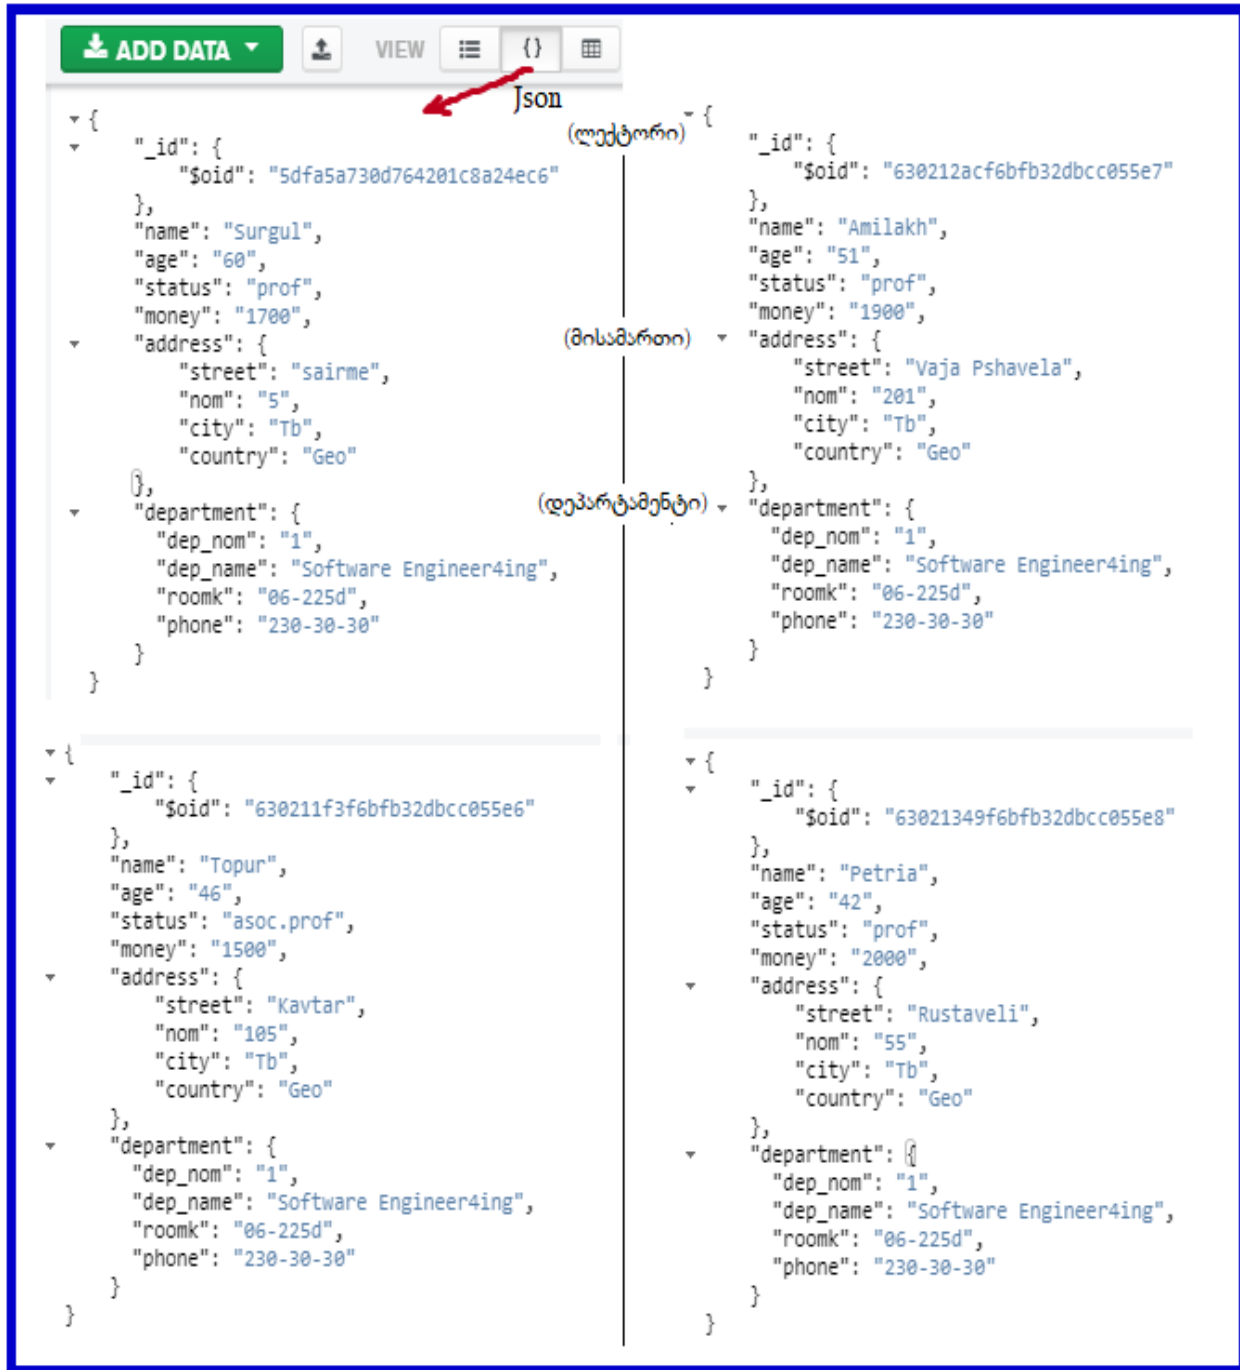 ADD DATA
VIEW
{}
Json
{
"_id": {
"$oid": "5dfa5a730d764201c8a24ec6"
},
"name": "Surgul",
"age": "60",
"status": "prof",
"money": "1700",
"address": {
"street": "sairme",
"nom": "5",
"city": "Tb",
"country": "Geo"
},
"department": {
"dep_nom": "1",
"dep_name": "Software Engineer4ing",
"roomk": "06-225d",
"phone": "230-30-30"
}
}
(ლექტორი)
(მისამართი)
(დეპარტამენტი)
{
"_id": {
"$oid": "630212acf6bfb32dbcc055e7"
},
"name": "Amilakh",
"age": "51",
"status": "prof",
"money": "1900",
"address": {
"street": "Vaja Pshavela",
"nom": "201",
"city": "Tb",
"country": "Geo"
},
"department": {
"dep_nom": "1",
"dep_name": "Software Engineer4ing",
"roomk": "06-225d",
"phone": "230-30-30"
}
}
{
"_id": {
"$oid": "630211f3f6bfb32dbcc055e6"
},
"name": "Topur",
"age": "46",
"status": "asoc.prof",
"money": "1500",
"address": {
"street": "Kavtar",
"nom": "105",
"city": "Tb",
"country": "Geo"
},
"department": {
"dep_nom": "1",
"dep_name": "Software Engineer4ing",
"roomk": "06-225d",
"phone": "230-30-30"
}
}
{
"_id": {
"$oid": "63021349f6bfb32dbcc055e8"
},
"name": "Petria",
"age": "42",
"status": "prof",
"money": "2000",
"address": {
"street": "Rustaveli",
"nom": "55",
"city": "Tb",
"country": "Geo"
},
"department": {
"dep_nom": "1",
"dep_name": "Software Engineer4ing",
"roomk": "06-225d",
"phone": "230-30-30"
}
}